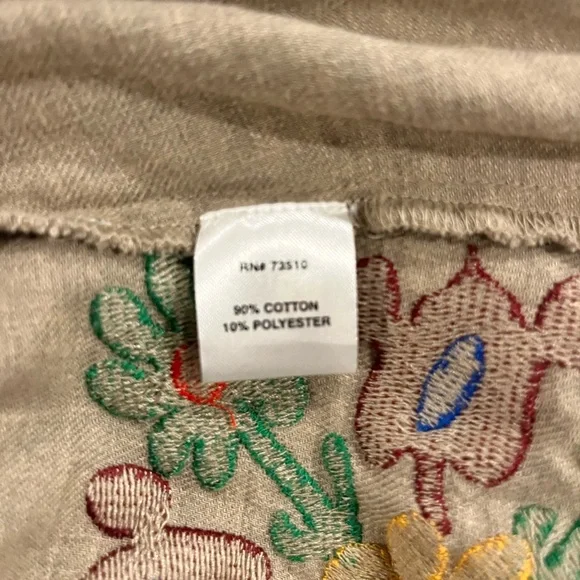 RN# 73510
90% COTTON
10% POLYESTER